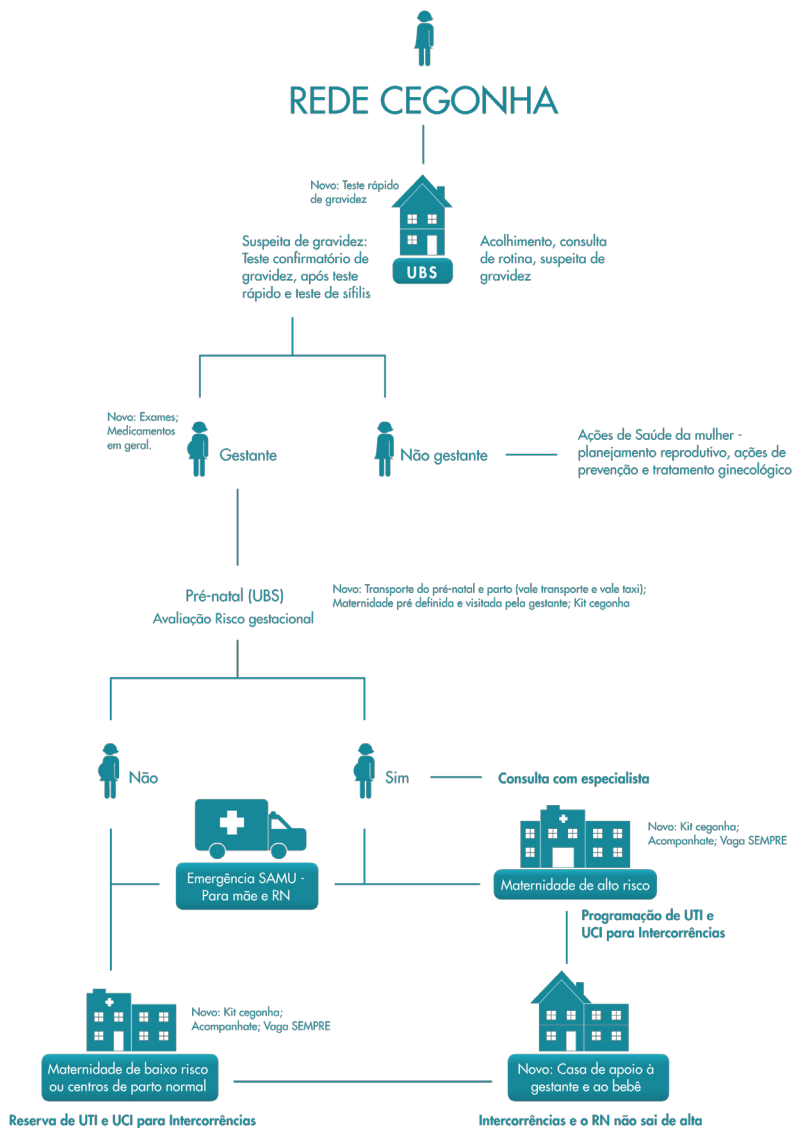 REDE CEGONHA
Novo: Teste rápido
de gravidez
Suspeita de gravidez:
Teste confirmatório de
gravidez, após teste
rápido e teste de sífilis
UBS
Acolhimento, consulta
de rotina, suspeita de
gravidez
Novo: Exames;
Medicamentos
em geral.
Gestante
Não gestante
Ações de Saúde da mulher -
planejamento reprodutivo, ações de
prevenção e tratamento ginecológico
Pré-natal (UBS)
Avaliação Risco gestacional
Novo: Transporte do pré-natal e parto (vale transporte e vale taxi);
Maternidade pré definida e visitada pela gestante; Kit cegonha
Não
Sim
Consulta com especialista
Emergência SAMU -
Para mãe e RN
Novo: Kit cegonha;
Acompanhate; Vaga SEMPRE
Maternidade de alto risco
Programação de UTI e
UCI para Intercorrências
Novo: Kit cegonha;
Acompanhate; Vaga SEMPRE
Maternidade de baixo risco
ou centros de parto normal
Novo: Casa de apoio à
gestante e ao bebê
Reserva de UTI e UCI para Intercorrências
Intercorrências e o RN não sai de alta